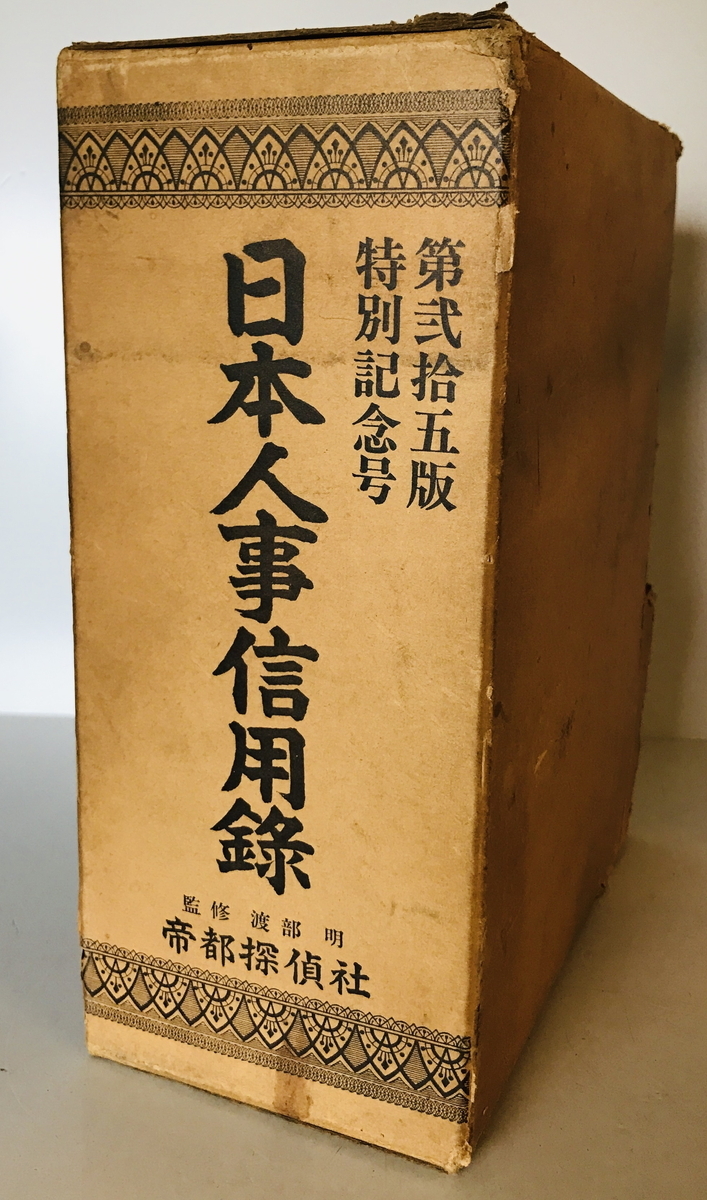 第弐拾五版
特別記念号
日本人事信用錄
監修 渡部 明
帝都探偵社